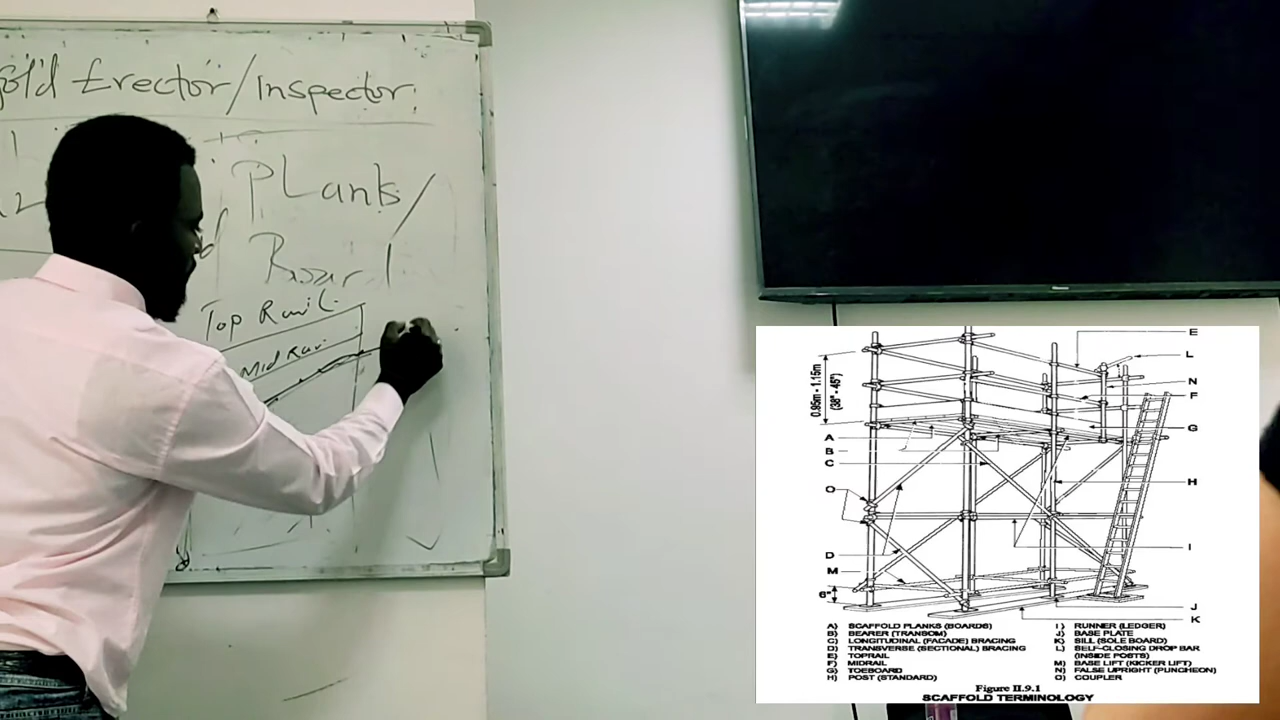 fold Erector/Inspector
Planks/
Board
Top Rail
Mid Rail
Hisense
0.95m - 1.15m
(38" - 45")
6"
E
L
N
F
G
A
B
C
O
H
D
I
M
J
K
A) SCAFFOLD PLANKS (BOARDS)
B) BEARER (TRANSOM)
C) LONGITUDINAL (FACADE) BRACING
D) TRANSVERSE (SECTIONAL) BRACING
E) TOPRAIL
F) MIDRAIL
G) TOEBOARD
H) POST (STANDARD)
I) RUNNER (LEDGER)
J) BASE PLATE
K) SILL (SOLE BOARD)
L) SELF-CLOSING DROP BAR
(INSIDE POSTS)
M) BASE LIFT (KICKER LIFT)
N) FALSE UPRIGHT (PUNCHEON)
O) COUPLER
Figure II.9.1
SCAFFOLD TERMINOLOGY